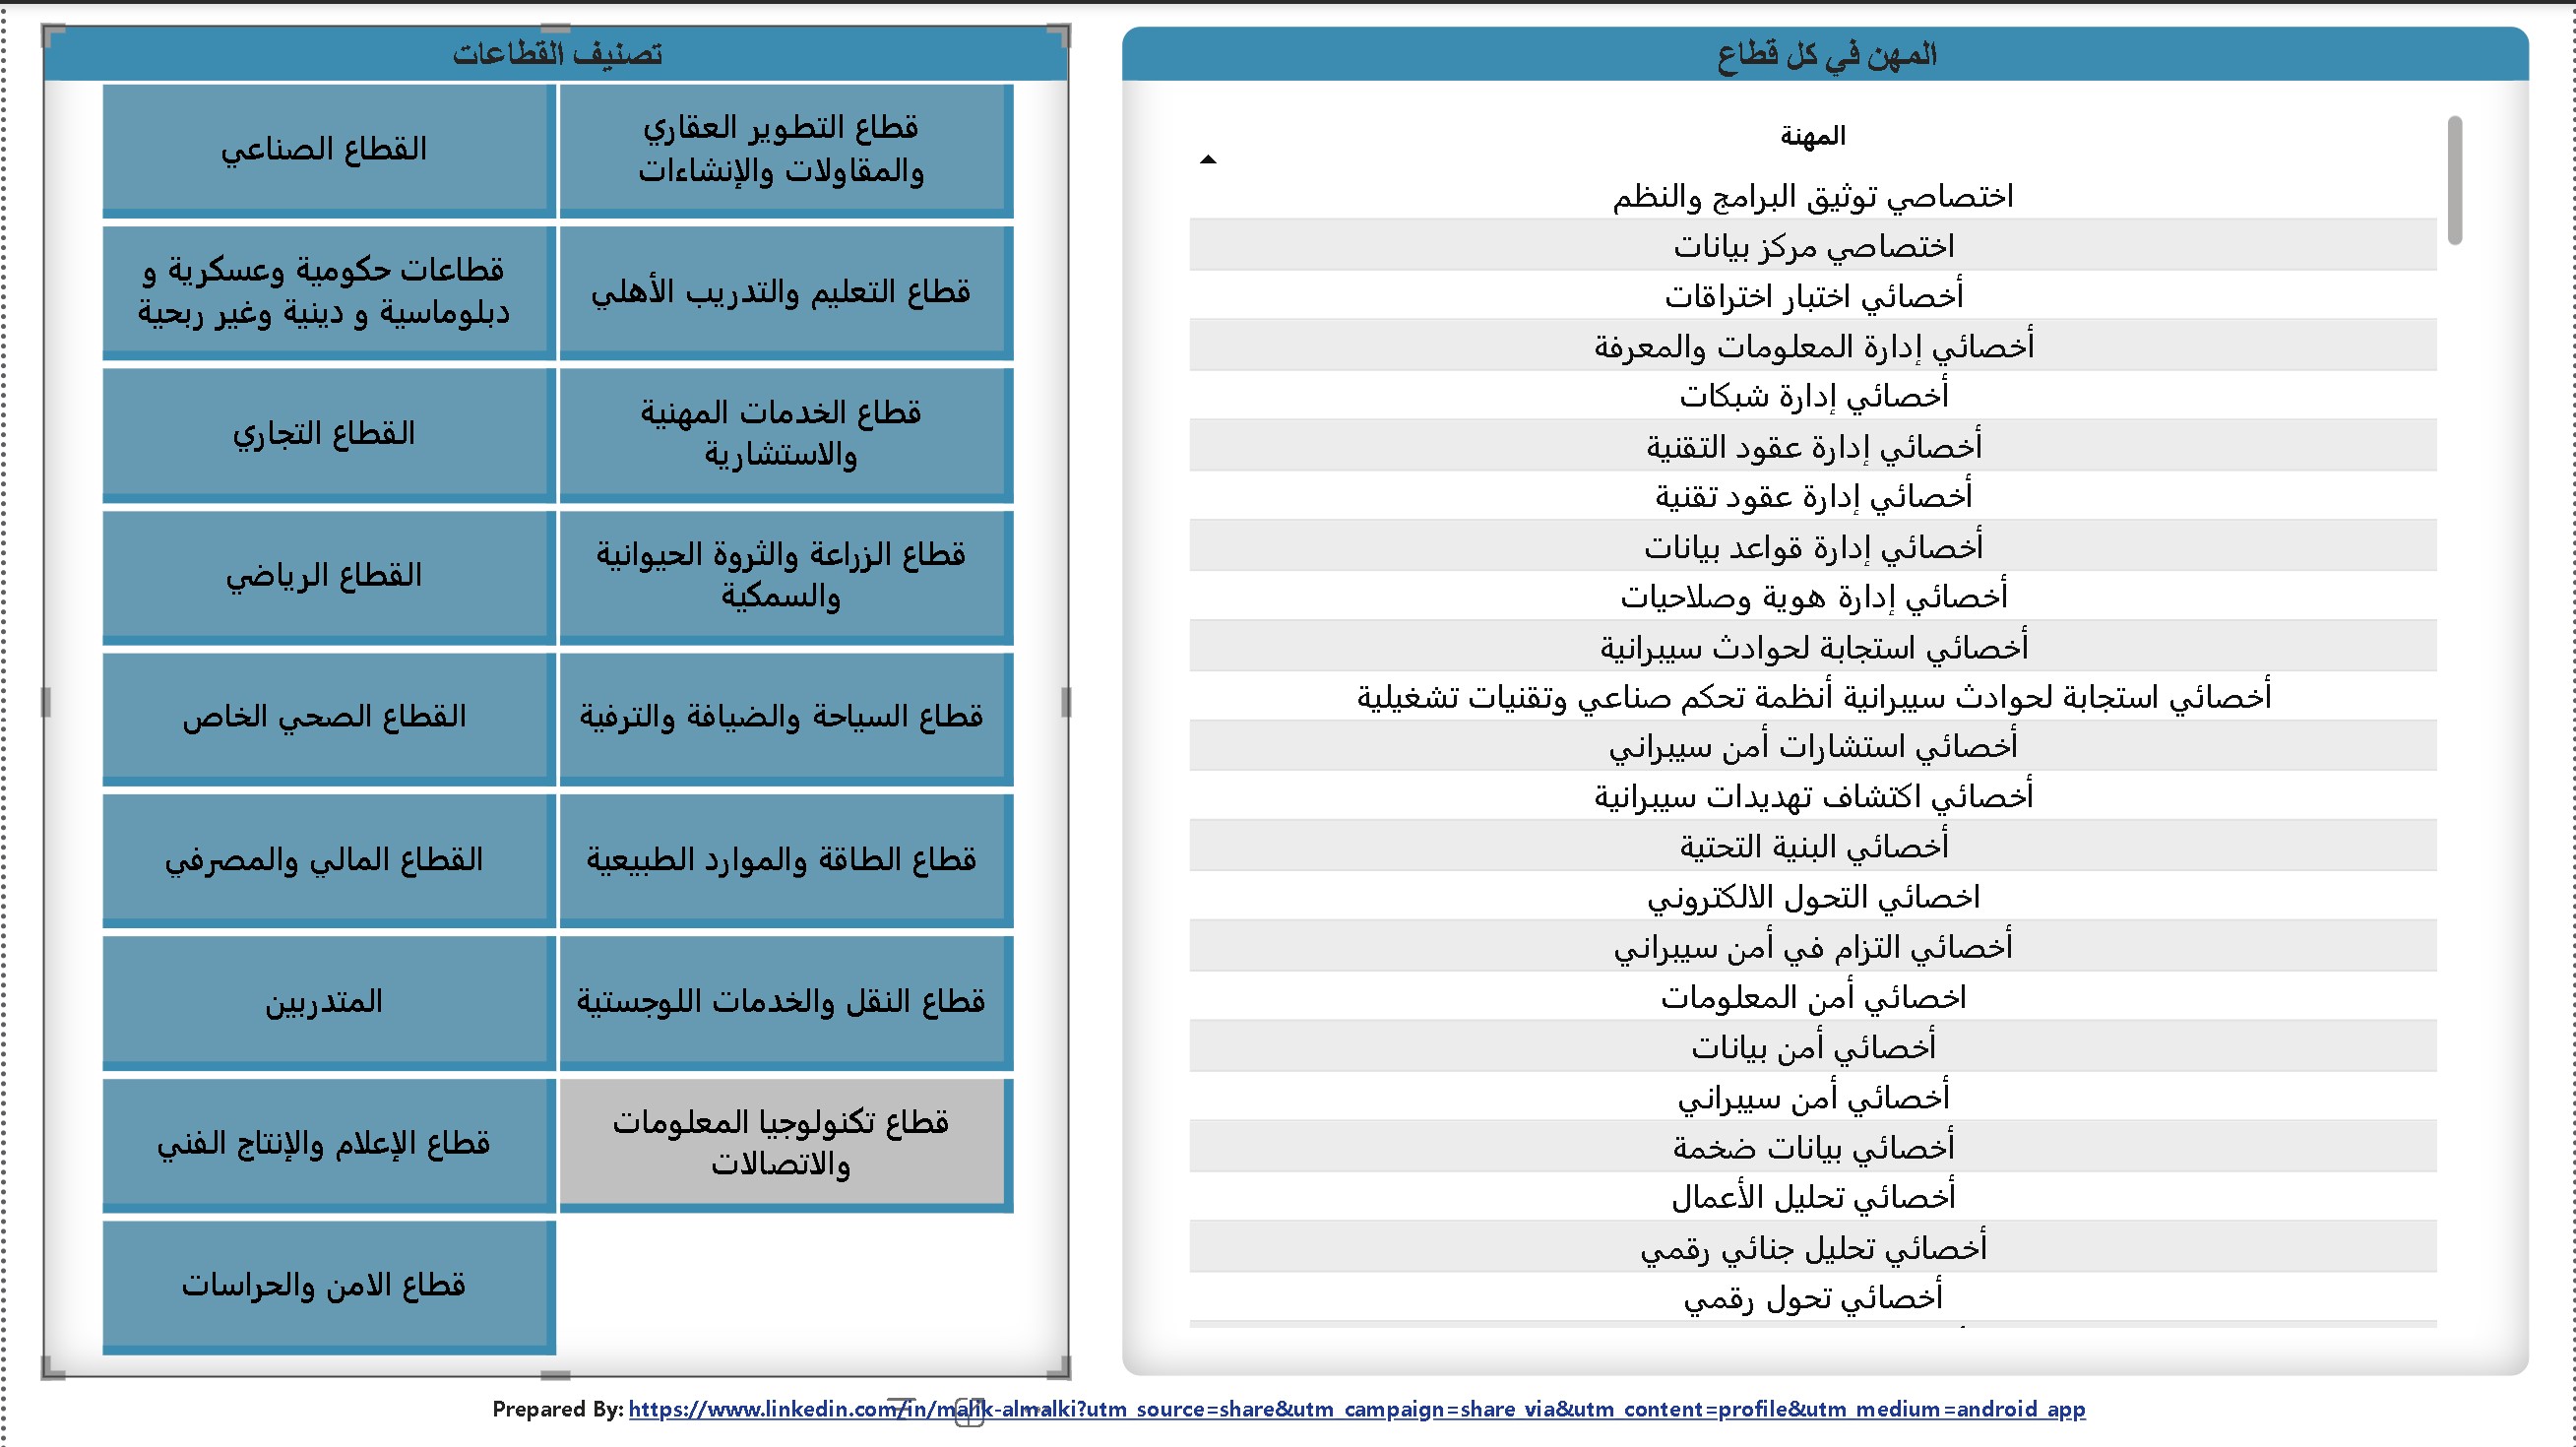 المهن في كل قطاع
المهنة
اختصاصي توثيق البرامج والنظم
اختصاصي مركز بيانات
أخصائي اختبار اختراقات
أخصائي إدارة المعلومات والمعرفة
أخصائي إدارة شبكات
أخصائي إدارة عقود التقنية
أخصائي إدارة عقود تقنية
أخصائي إدارة قواعد بيانات
أخصائي إدارة هوية وصلاحيات
أخصائي استجابة لحوادث سيبرانية
أخصائي استجابة لحوادث سيبرانية أنظمة تحكم صناعي وتقنيات تشغيلية
أخصائي استشارات أمن سيبراني
أخصائي اكتشاف تهديدات سيبرانية
أخصائي البنية التحتية
اخصائي التحول الالكتروني
أخصائي التزام في أمن سيبراني
اخصائي أمن المعلومات
أخصائي أمن بيانات
أخصائي أمن سيبراني
أخصائي بيانات ضخمة
أخصائي تحليل الأعمال
أخصائي تحليل جنائي رقمي
أخصائي تحول رقمي
تصنيف القطاعات
قطاع التطوير العقاري
والمقاولات والإنشاءات
القطاع الصناعي
قطاع التعليم والتدريب الأهلي
قطاعات حكومية وعسكرية و
دبلوماسية و دينية وغير ربحية
قطاع الخدمات المهنية
والاستشارية
القطاع التجاري
قطاع الزراعة والثروة الحيوانية
والسمكية
القطاع الرياضي
قطاع السياحة والضيافة والترفية
القطاع الصحي الخاص
قطاع الطاقة والموارد الطبيعية
القطاع المالي والمصرفي
قطاع النقل والخدمات اللوجستية
المتدربين
قطاع تكنولوجيا المعلومات
والاتصالات
قطاع الإعلام والإنتاج الفني
قطاع الامن والحراسات
Prepared By: https://www.linkedin.com/in/malik-almalki?utm_source=share&utm_campaign=share_via&utm_content=profile&utm_medium=android_app